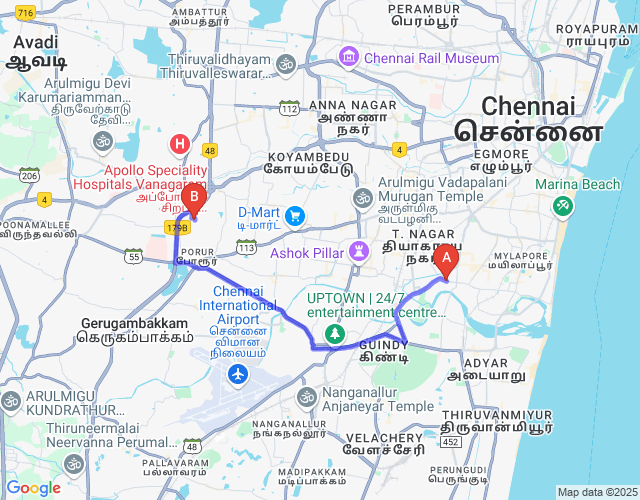 716
AMBATTUR
அம்பத்தூர்
PERAMBUR
பெரம்பூர்
ROYAPURAM
ராய்புரம்
Avadi
ஆவடி
Thiruvalidhayam
Thiruvalleswarar...
திருவலிதாயம்
Chennai Rail Museum
Arulmigu Devi
Karumariamman...
திருவேற்காடு
தேவி
48
112
ANNA NAGAR
அண்ணா
நகர்
Chennai
சென்னை
H
4
EGMORE
எழும்பூர்
206
Apollo Speciality
Hospitals Vanagaram
அப்போ
சிறப்
48
KOYAMBEDU
கோயம்பேடு
4
Arulmigu Vadapalani
Murugan Temple
அருள்மிகு
வடபழனி
Marina Beach
B
POONAMALLEE
விருந்தவல்லி
179B
D-Mart
டி-மார்ட்
T. NAGAR
தியாகராய
நகர்
113
PORUR
போரூர்
55
Ashok Pillar
A
MYLAPORE
மயிலாப்பூர்
Chennai
International
Airport
சென்னை
விமான
நிலையம்
UPTOWN | 24/7
entertainment centre...
Gerugambakkam
கெருகம்பாக்கம்
GUINDY
கிண்டி
ADYAR
அடையாறு
ARULMIGU
KUNDRATHUR...
Nanganallur
Anjaneyar Temple
THIRUVANMIYUR
திருவான்மியூர்
Thiruneermalai
Neervanna Perumal
NANGANALLUR
நங்கநல்லூர்
VELACHERY
வேளச்சேரி
452
PALLAVARAM
பல்லாவரம்
MADIPAKKAM
மடிப்பாக்கம்
PERUNGUDI
பெருங்குடி
Google
Map data ©2025